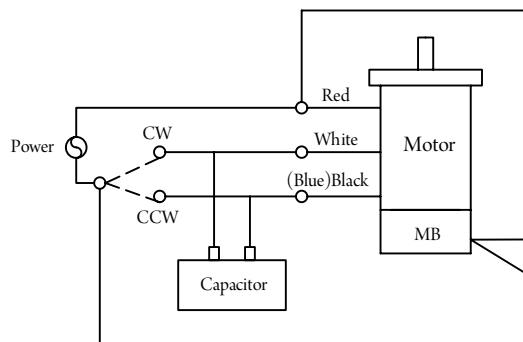 Red
CW
White
Power
Motor
(Blue)Black
CCW
MB
Capacitor